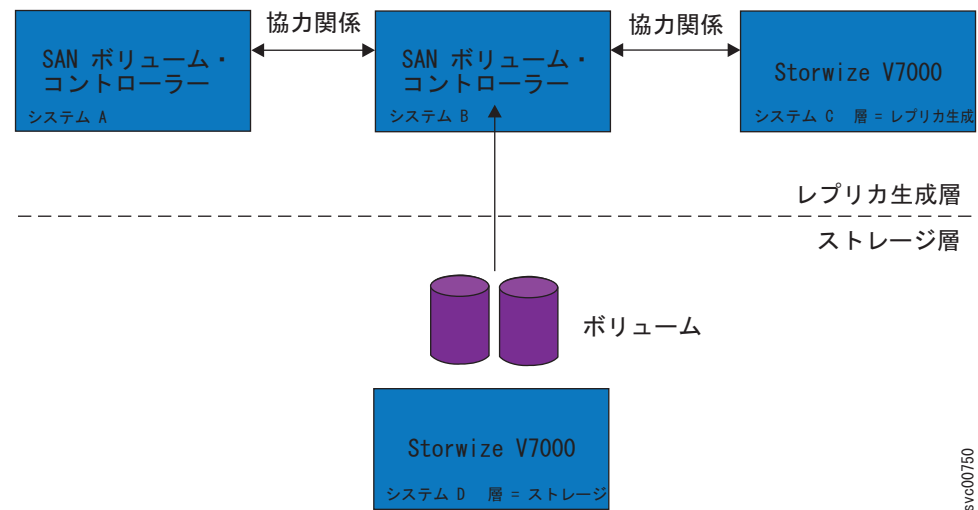 協力関係
協力関係
SAN ボリューム・
コントローラー
システム A
SAN ボリューム・
コントローラー
システム B
Storwize V7000
システム C 層 = レプリカ生成
レプリカ生成層
ストレージ層
ボリューム
Storwize V7000
システム D 層 = ストレージ
svc00750